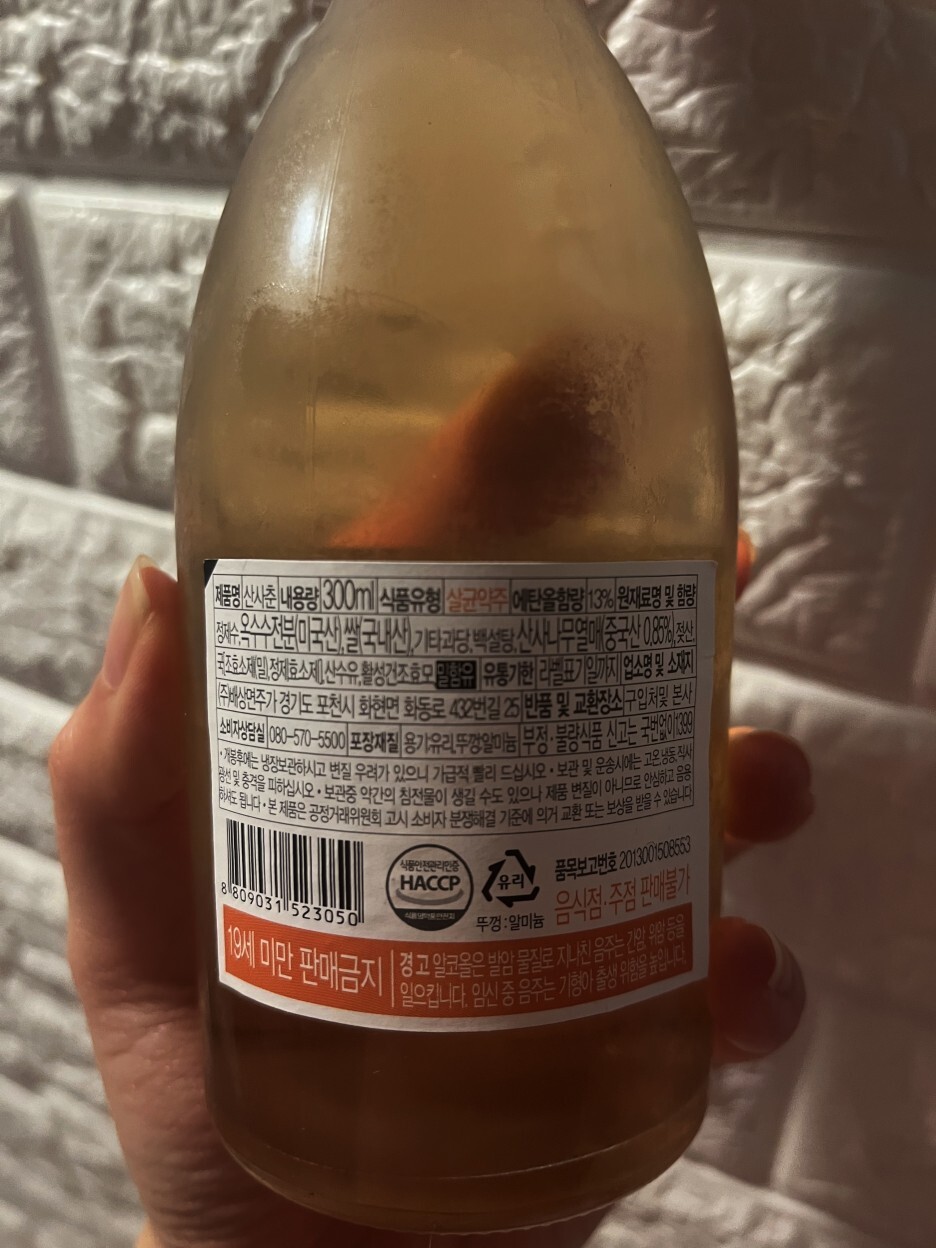 제품명 산사춘 내용량 300ml 식품유형 살균약주 에탄올함량 13% 원재료명 및 함량
정제수, 옥수수전분(미국산), 쌀(국내산), 기타과당, 백설탕, 산사나무열매(중국산 0.85%), 젖산,
국[조효소제(밀), 정제효소제], 산수유, 활성건조효모 밀함유 유통기한 라벨표기일까지 업소명 및 소재지
(주)배상면주가 경기도 포천시 화현면 화동로 432번길 25 반품 및 교환장소 구입처및 본사
소비자상담실 080-570-5500 포장재질 용기:유리, 뚜껑:알미늄 부정·불량식품 신고는 국번없이1399
• 개봉후에는 냉장보관하시고 변질 우려가 있으니 가급적 빨리 드십시오 • 보관 및 운송시에는 고온, 냉동, 직사
광선 및 충격을 피하십시오 • 보관중 약간의 침전물이 생길 수도 있으나 제품 변질이 아니므로 안심하고 음용
하셔도 됩니다 • 본 제품은 공정거래위원회 고시 소비자 분쟁해결 기준에 의거 교환 또는 보상을 받을 수 있습니다
8 809031 523050
식품안전관리인증
HACCP
식품의약품안전처
유리
뚜껑:알미늄
품목보고번호 2013001508553
음식점·주점 판매불가
19세 미만 판매금지
경고 알코올은 발암 물질로 지나친 음주는 간암, 위암 등을
일으킵니다. 임신 중 음주는 기형아 출생 위험을 높입니다.